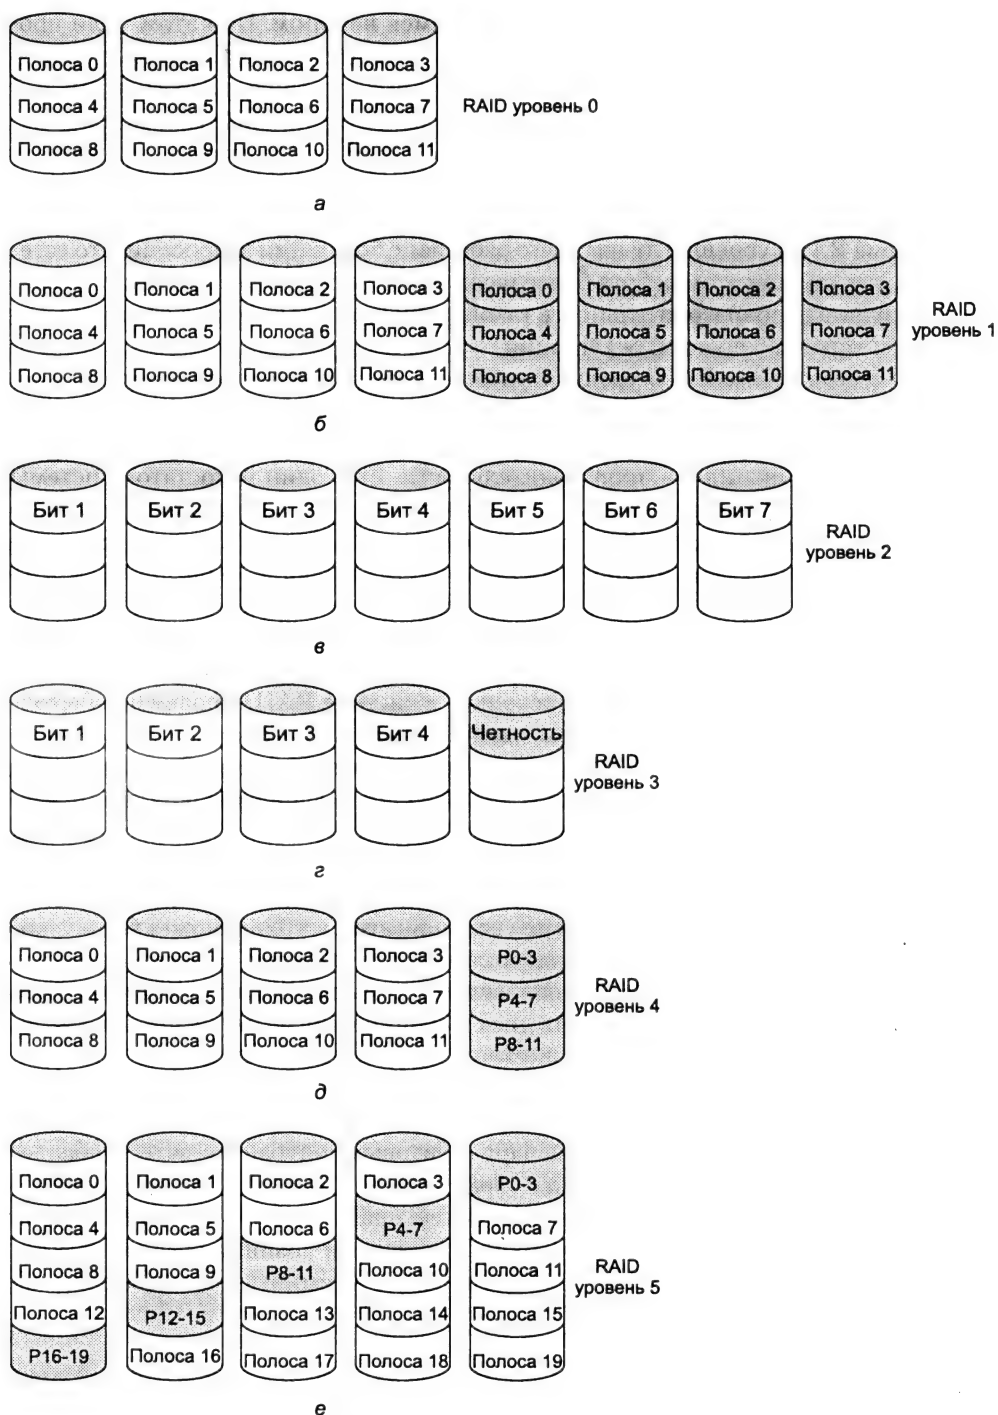 Полоса 0 Полоса 1 Полоса 2 Полоса 3
Полоса 4 Полоса 5 Полоса 6 Полоса 7
RAID уровень 0
Полоса 8 Полоса 9 Полоса 10 Полоса 11
а
Полоса 0 Полоса 1 Полоса 2 Полоса 3 Полоса 0 Полоса 1 Полоса 2 Полоса 3
Полоса 4 Полоса 5 Полоса 6 Полоса 7 Полоса 4 Полоса 5 Полоса 6 Полоса 7
Полоса 8 Полоса 9 Полоса 10 Полоса 11 Полоса 8 Полоса 9 Полоса 10 Полоса 11
RAID
уровень 1
б
Бит 1 Бит 2 Бит 3 Бит 4 Бит 5 Бит 6 Бит 7
RAID
уровень 2
в
Бит 1 Бит 2 Бит 3 Бит 4 Четность
RAID
уровень 3
г
Полоса 0 Полоса 1 Полоса 2 Полоса 3 P0-3
Полоса 4 Полоса 5 Полоса 6 Полоса 7 P4-7
Полоса 8 Полоса 9 Полоса 10 Полоса 11 P8-11
RAID
уровень 4
д
Полоса 0 Полоса 1 Полоса 2 Полоса 3 P0-3
Полоса 4 Полоса 5 Полоса 6 P4-7 Полоса 7
Полоса 8 Полоса 9 P8-11 Полоса 10 Полоса 11
Полоса 12 P12-15 Полоса 13 Полоса 14 Полоса 15
P16-19 Полоса 16 Полоса 17 Полоса 18 Полоса 19
RAID
уровень 5
е